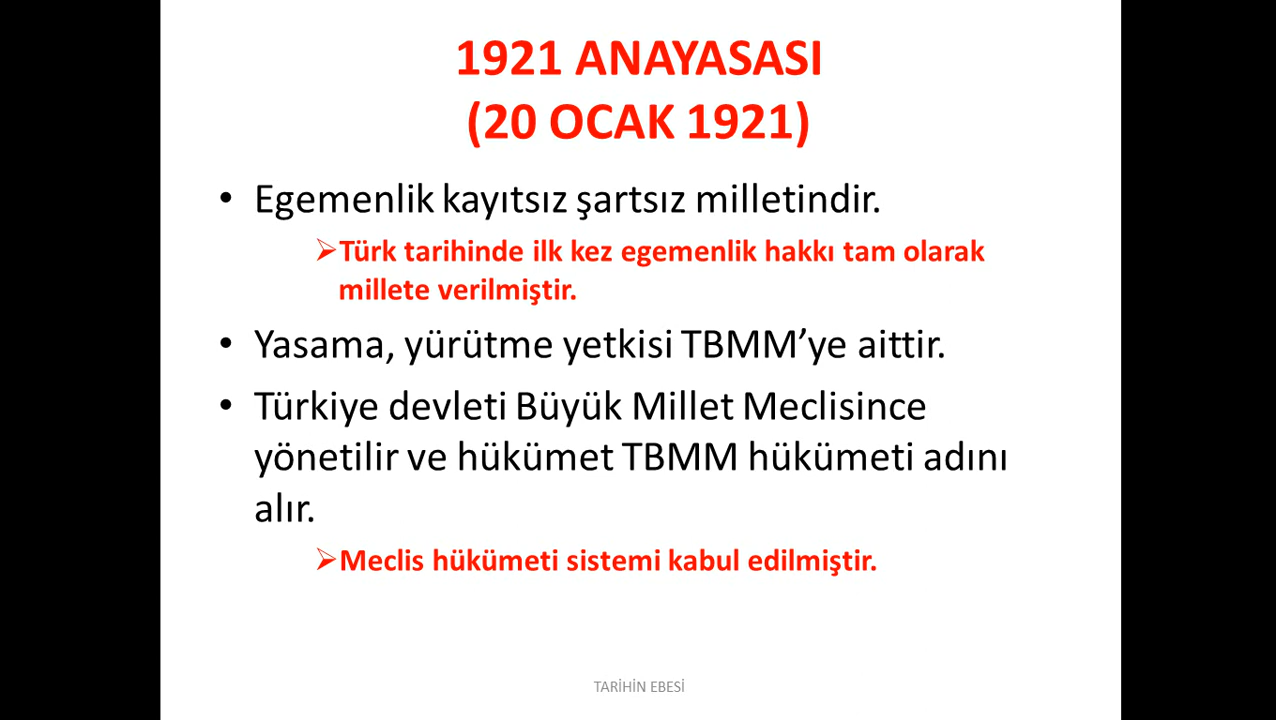 1921 ANAYASASI
(20 OCAK 1921)
• Egemenlik kayıtsız şartsız milletindir.
➢Türk tarihinde ilk kez egemenlik hakkı tam olarak
millete verilmiştir.
• Yasama, yürütme yetkisi TBMM’ye aittir.
• Türkiye devleti Büyük Millet Meclisince
yönetilir ve hükümet TBMM hükümeti adını
alır.
➢Meclis hükümeti sistemi kabul edilmiştir.
TARİHİN EBESİ